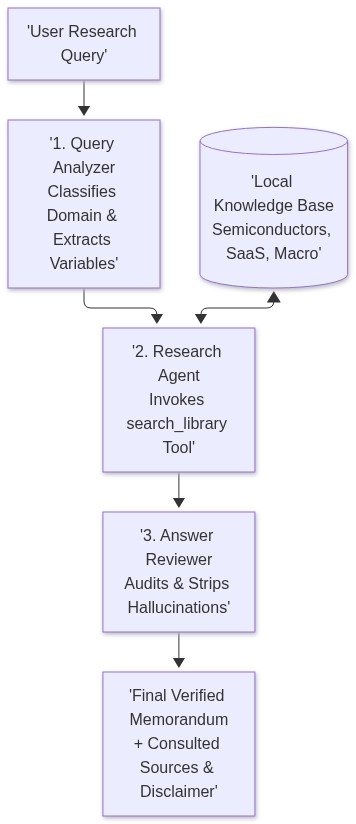 'User Research
Query'
'1. Query
Analyzer
Classifies
Domain &
Extracts
Variables'
'Local
Knowledge Base
Semiconductors,
SaaS, Macro'
'2. Research
Agent
Invokes
search_library
Tool'
'3. Answer
Reviewer
Audits & Strips
Hallucinations'
'Final Verified
Memorandum
+ Consulted
Sources &
Disclaimer'